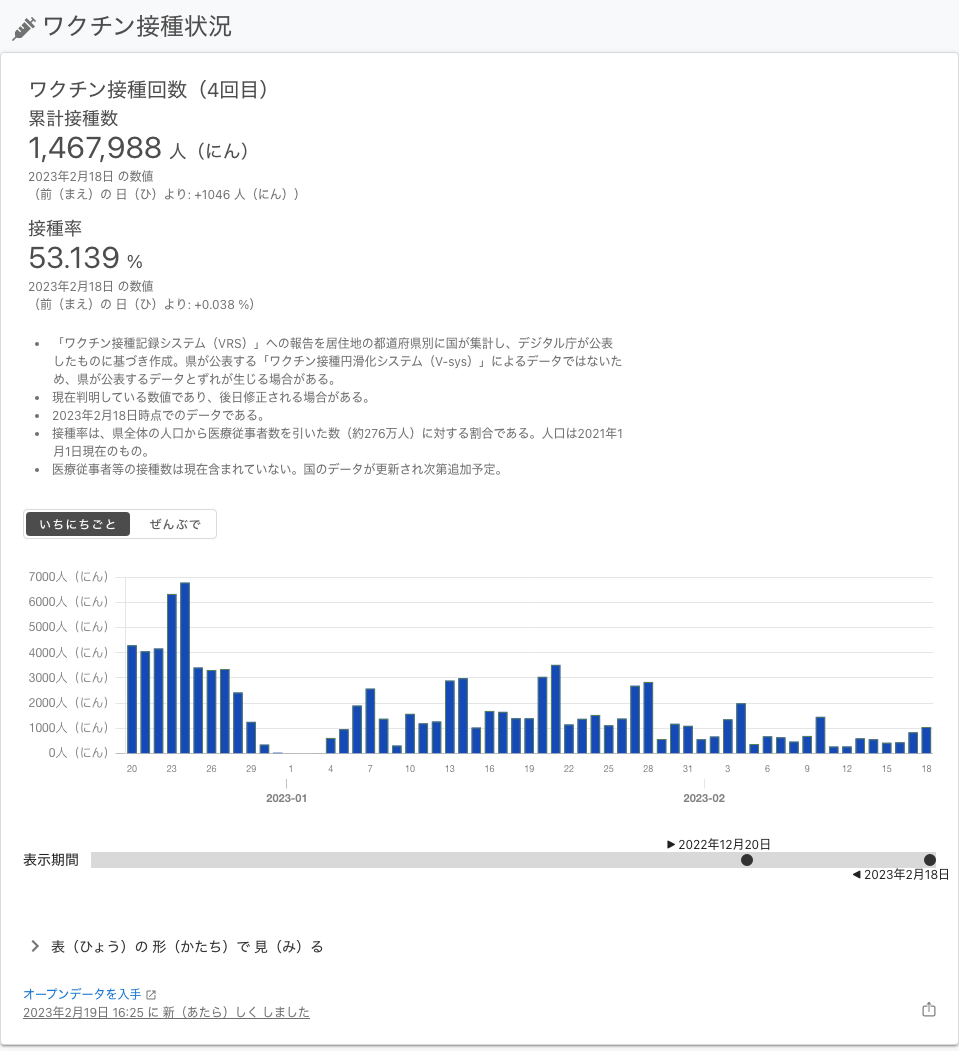 ワクチン接種状況
ワクチン接種回数（4回目）
累計接種数
1,467,988 人（にん）
2023年2月18日 の数値
（前（まえ）の 日（ひ）より: +1046 人（にん））
接種率
53.139 %
2023年2月18日 の数値
（前（まえ）の 日（ひ）より: +0.038 %）
• 「ワクチン接種記録システム（VRS）」への報告を居住地の都道府県別に国が集計し、デジタル庁が公表
したものに基づき作成。県が公表する「ワクチン接種円滑化システム（V-sys）」によるデータではないた
め、県が公表するデータとずれが生じる場合がある。
• 現在判明している数値であり、後日修正される場合がある。
• 2023年2月18日時点でのデータである。
• 接種率は、県全体の人口から医療従事者数を引いた数（約276万人）に対する割合である。人口は2021年1
月1日現在のもの。
• 医療従事者等の接種数は現在含まれていない。国のデータが更新され次第追加予定。
いちにちごと ぜんぶで
7000人（にん）
6000人（にん）
5000人（にん）
4000人（にん）
3000人（にん）
2000人（にん）
1000人（にん）
0人（にん）
20 23 26 29 1 4 7 10 13 16 19 22 25 28 31 3 6 9 12 15 18
2023-01 2023-02
▶ 2022年12月20日
表示期間
◀ 2023年2月18日
表（ひょう）の 形（かたち）で 見（み）る
オープンデータを入手
2023年2月19日 16:25 に 新（あたら）しく しました